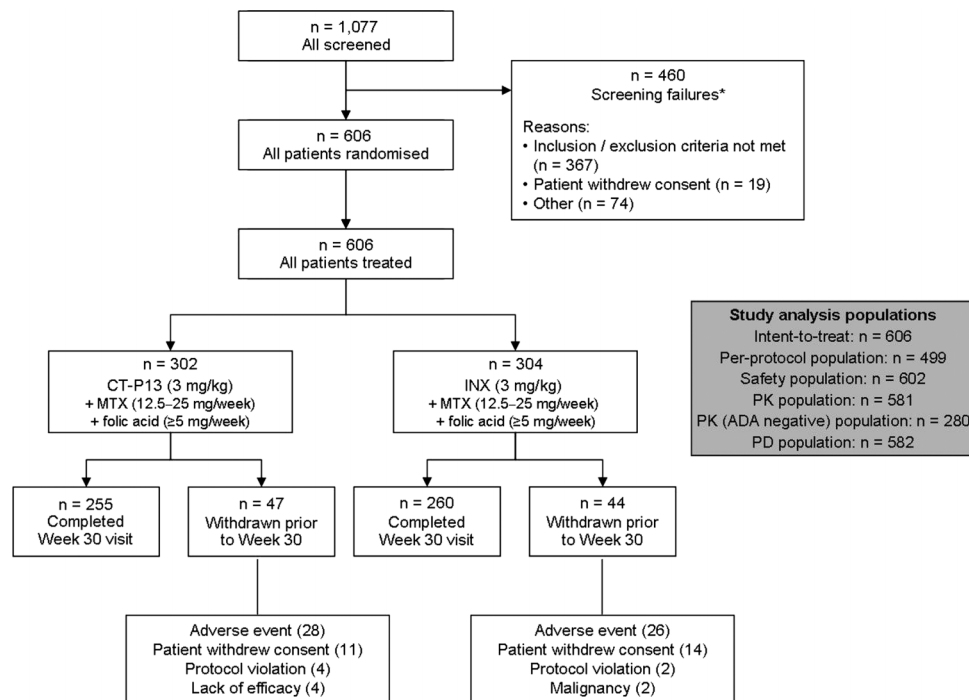 n = 1,077
All screened
n = 460
Screening failures*
Reasons:
• Inclusion / exclusion criteria not met
(n = 367)
• Patient withdrew consent (n = 19)
• Other (n = 74)
n = 606
All patients randomised
n = 606
All patients treated
Study analysis populations
Intent-to-treat: n = 606
Per-protocol population: n = 499
Safety population: n = 602
PK population: n = 581
PK (ADA negative) population: n = 280
PD population: n = 582
n = 302
CT-P13 (3 mg/kg)
+ MTX (12.5–25 mg/week)
+ folic acid (≥5 mg/week)
n = 304
INX (3 mg/kg)
+ MTX (12.5–25 mg/week)
+ folic acid (≥5 mg/week)
n = 255
Completed
Week 30 visit
n = 47
Withdrawn prior
to Week 30
n = 260
Completed
Week 30 visit
n = 44
Withdrawn prior
to Week 30
Adverse event (28)
Patient withdrew consent (11)
Protocol violation (4)
Lack of efficacy (4)
Adverse event (26)
Patient withdrew consent (14)
Protocol violation (2)
Malignancy (2)